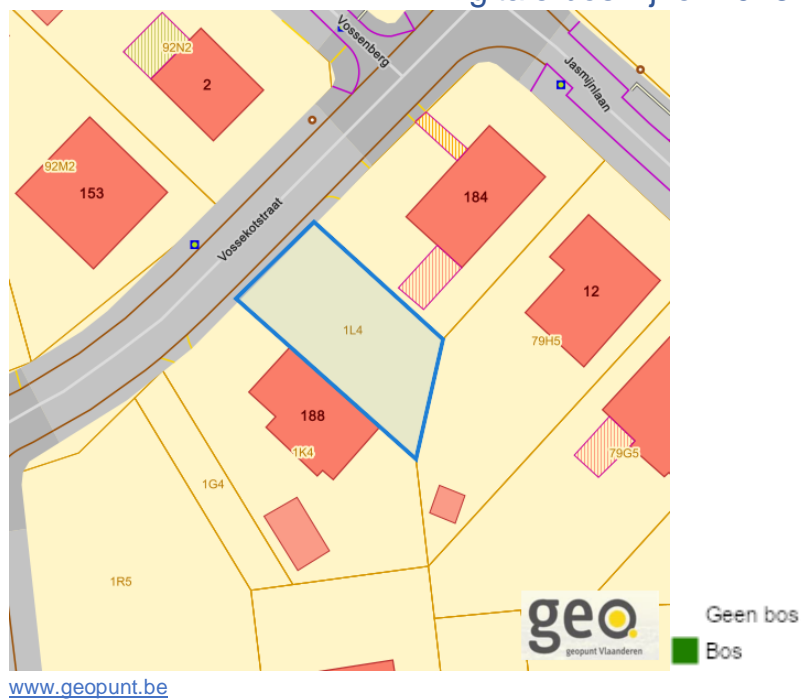 Vossenberg
92N2
2
Jasmijnlaan
92M2
153
184
Vossekotstraat
12
1L4
79H5
188
1K4
79G5
1G4
1R5
geo
geopunt Vlaanderen
Geen bos
Bos
www.geopunt.be